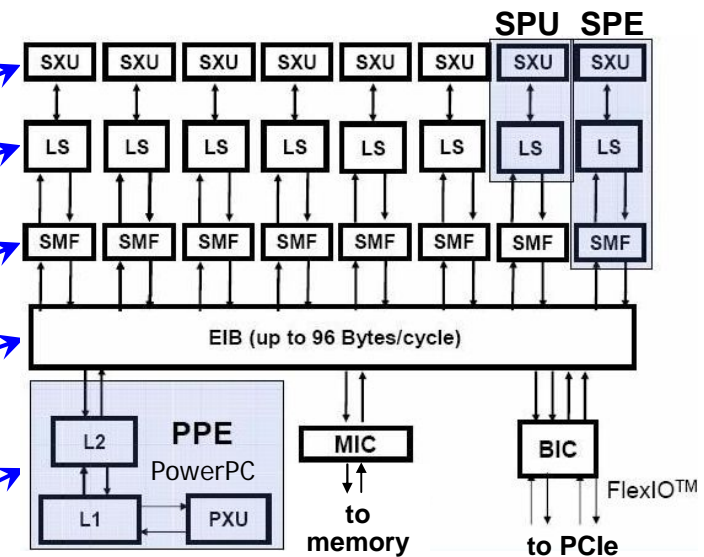 SPU SPE
SXU SXU SXU SXU SXU SXU SXU SXU
LS LS LS LS LS LS LS LS
SMF SMF SMF SMF SMF SMF SMF SMF
EIB (up to 96 Bytes/cycle)
L2
PPE
PowerPC
L1
PXU
MIC
to
memory
BIC
FlexIO™
to PCIe